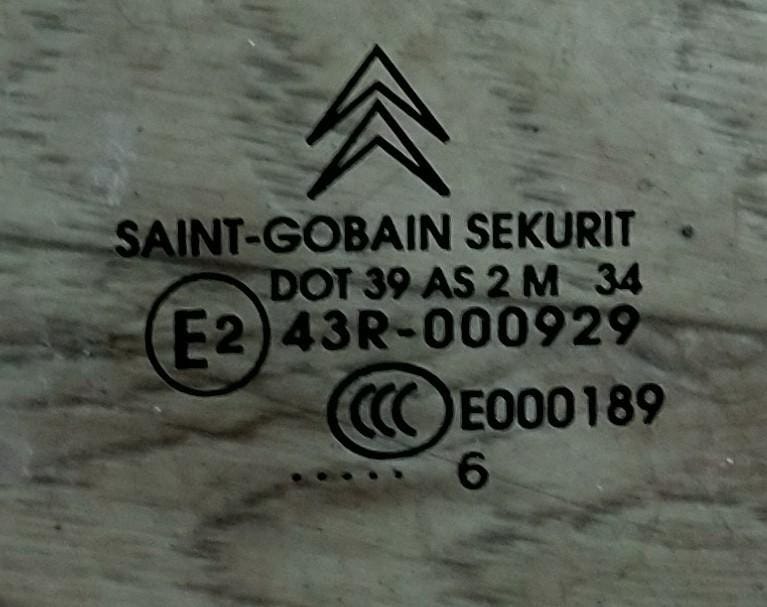 SAINT-GOBAIN SEKURIT
DOT 39 AS 2 M 34
E2 43R-000929
CCC E000189
..... 6